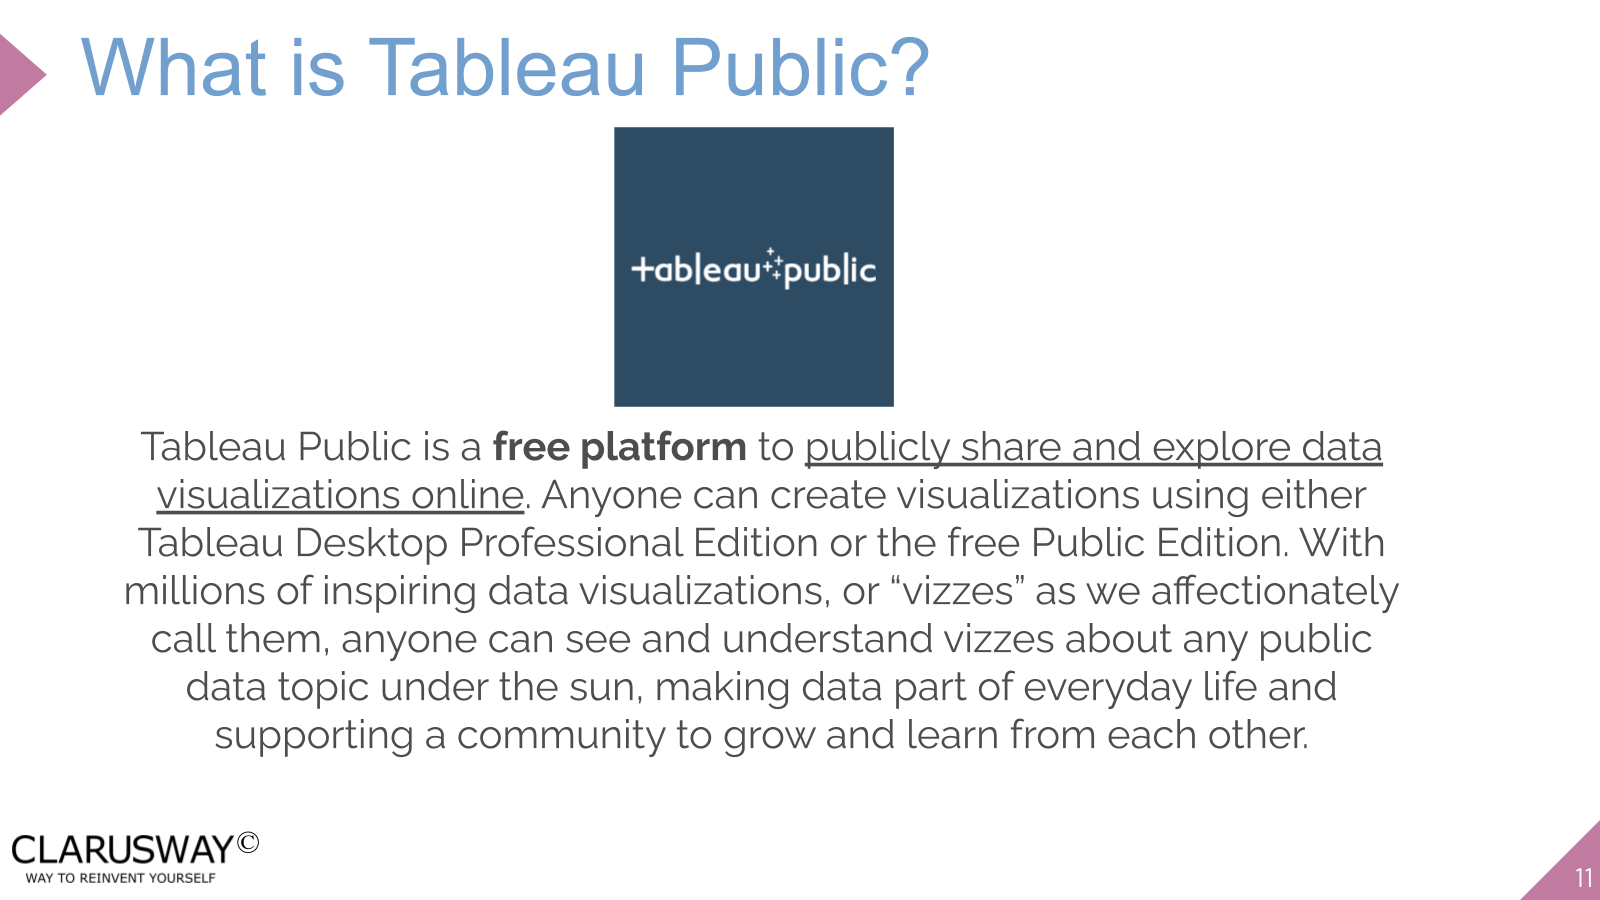 What is Tableau Public?
tableau public
Tableau Public is a free platform to publicly share and explore data
visualizations online. Anyone can create visualizations using either
Tableau Desktop Professional Edition or the free Public Edition. With
millions of inspiring data visualizations, or “vizzes” as we affectionately
call them, anyone can see and understand vizzes about any public
data topic under the sun, making data part of everyday life and
supporting a community to grow and learn from each other.
CLARUSWAY©
WAY TO REINVENT YOURSELF
11